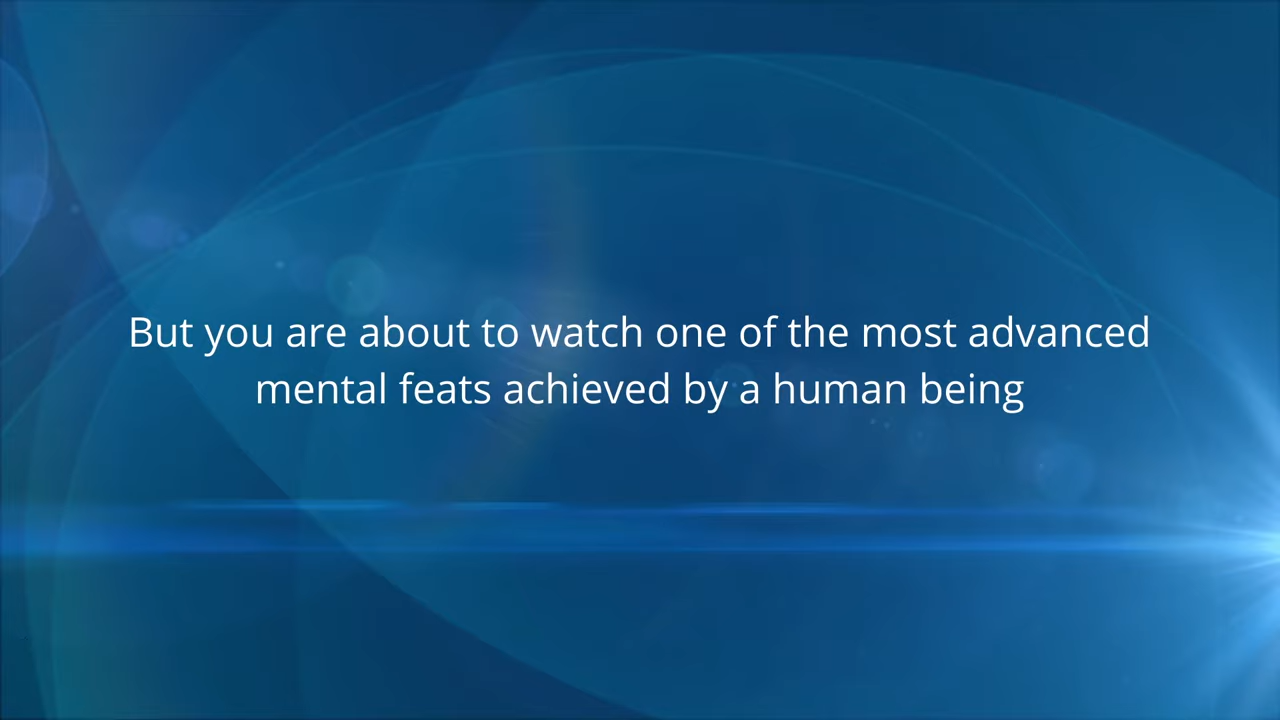 But you are about to watch one of the most advanced
mental feats achieved by a human being